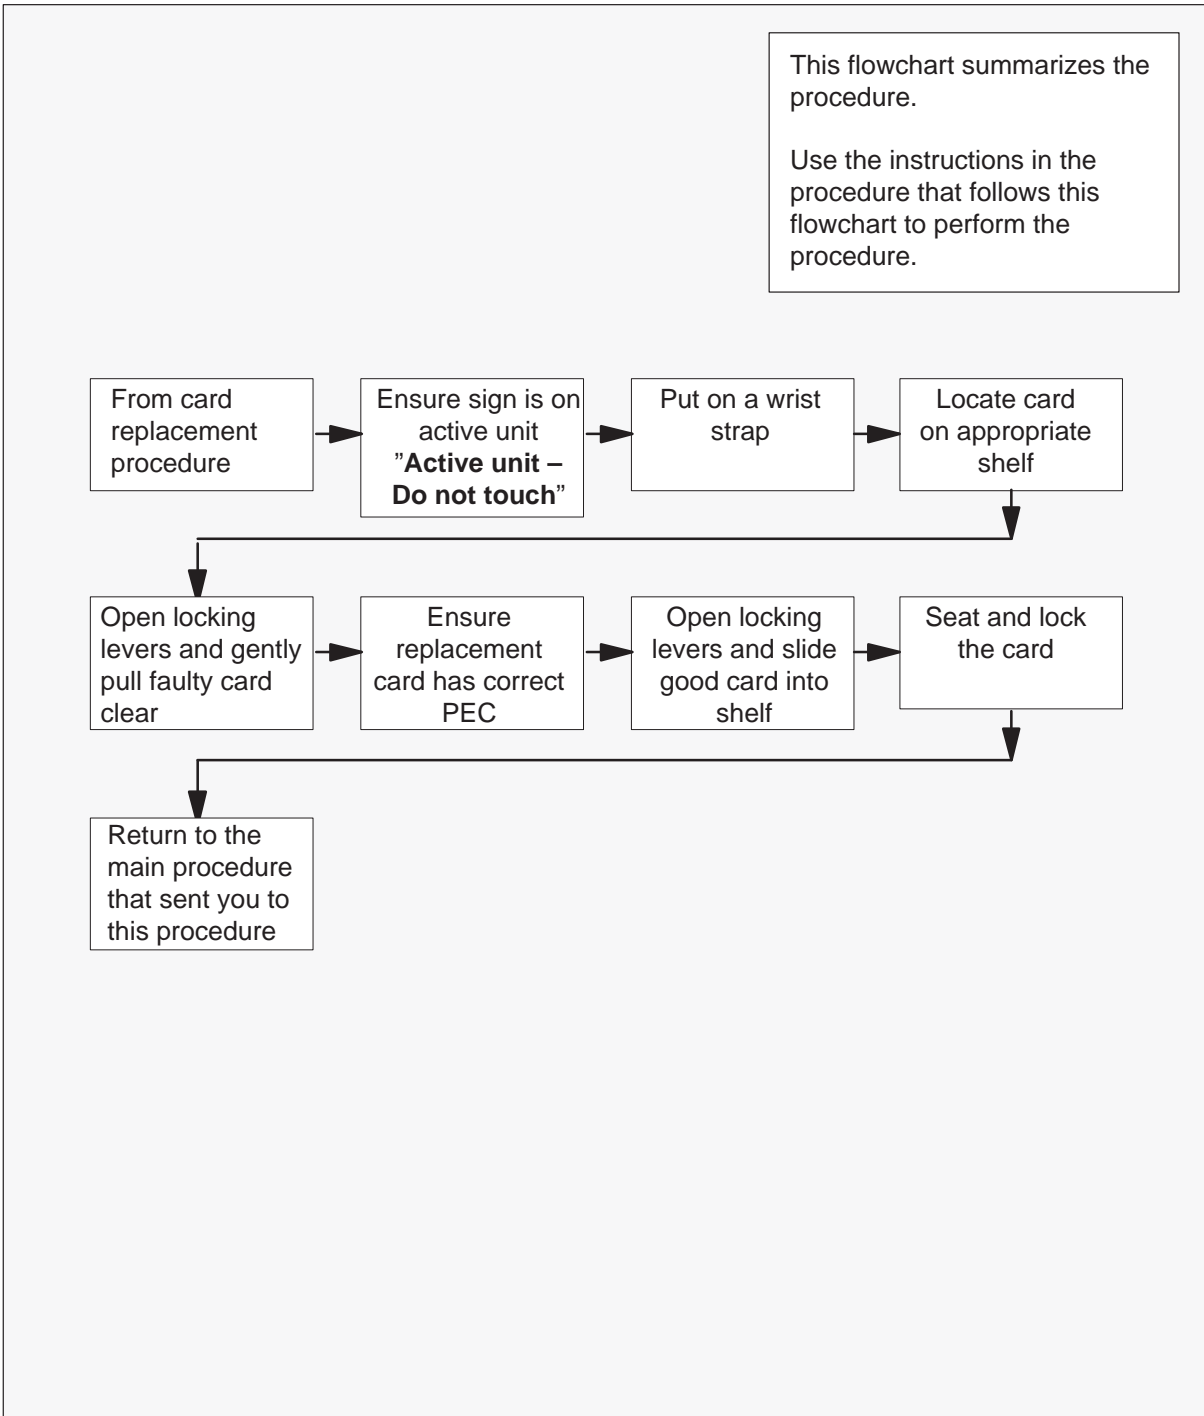 This flowchart summarizes the
procedure.
Use the instructions in the
procedure that follows this
flowchart to perform the
procedure.
From card
replacement
procedure
Ensure sign is on
active unit
”Active unit –
Do not touch”
Put on a wrist
strap
Locate card
on appropriate
shelf
Open locking
levers and gently
pull faulty card
clear
Ensure
replacement
card has correct
PEC
Open locking
levers and slide
good card into
shelf
Seat and lock
the card
Return to the
main procedure
that sent you to
this procedure